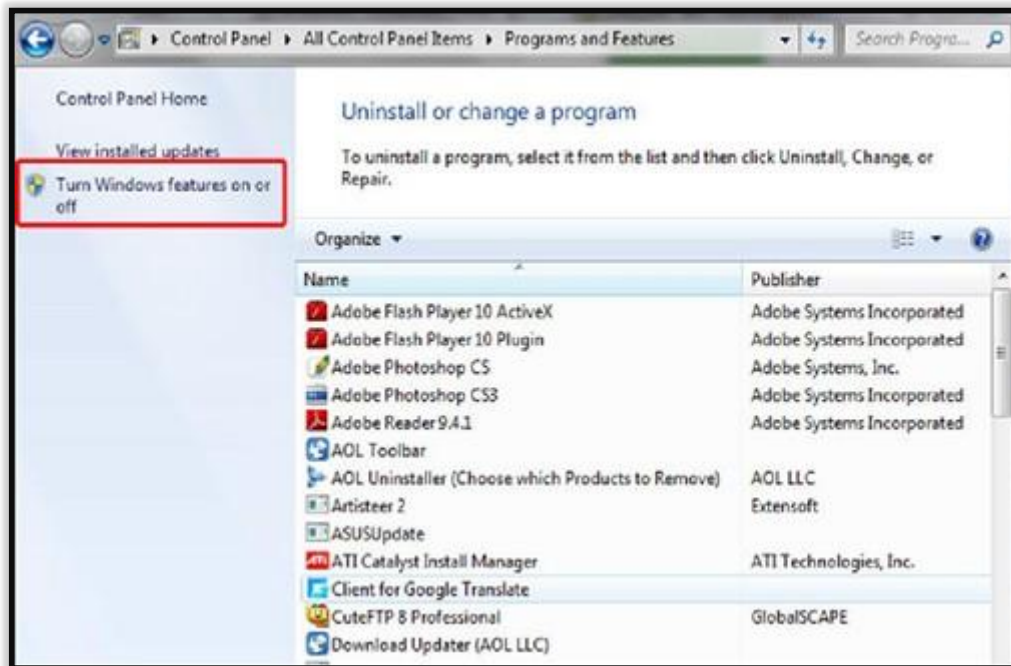 Control Panel ▸ All Control Panel Items ▸ Programs and Features
Search Progra...
Control Panel Home
View installed updates
Turn Windows features on or
off
Uninstall or change a program
To uninstall a program, select it from the list and then click Uninstall, Change, or
Repair.
Organize
Name Publisher
Adobe Flash Player 10 ActiveX Adobe Systems Incorporated
Adobe Flash Player 10 Plugin Adobe Systems Incorporated
Adobe Photoshop CS Adobe Systems, Inc.
Adobe Photoshop CS3 Adobe Systems Incorporated
Adobe Reader 9.4.1 Adobe Systems Incorporated
AOL Toolbar
AOL Uninstaller (Choose which Products to Remove) AOL LLC
Artisteer 2 Extensoft
ASUSUpdate
ATI Catalyst Install Manager ATI Technologies, Inc.
Client for Google Translate
CuteFTP 8 Professional GlobalSCAPE
Download Updater (AOL LLC)